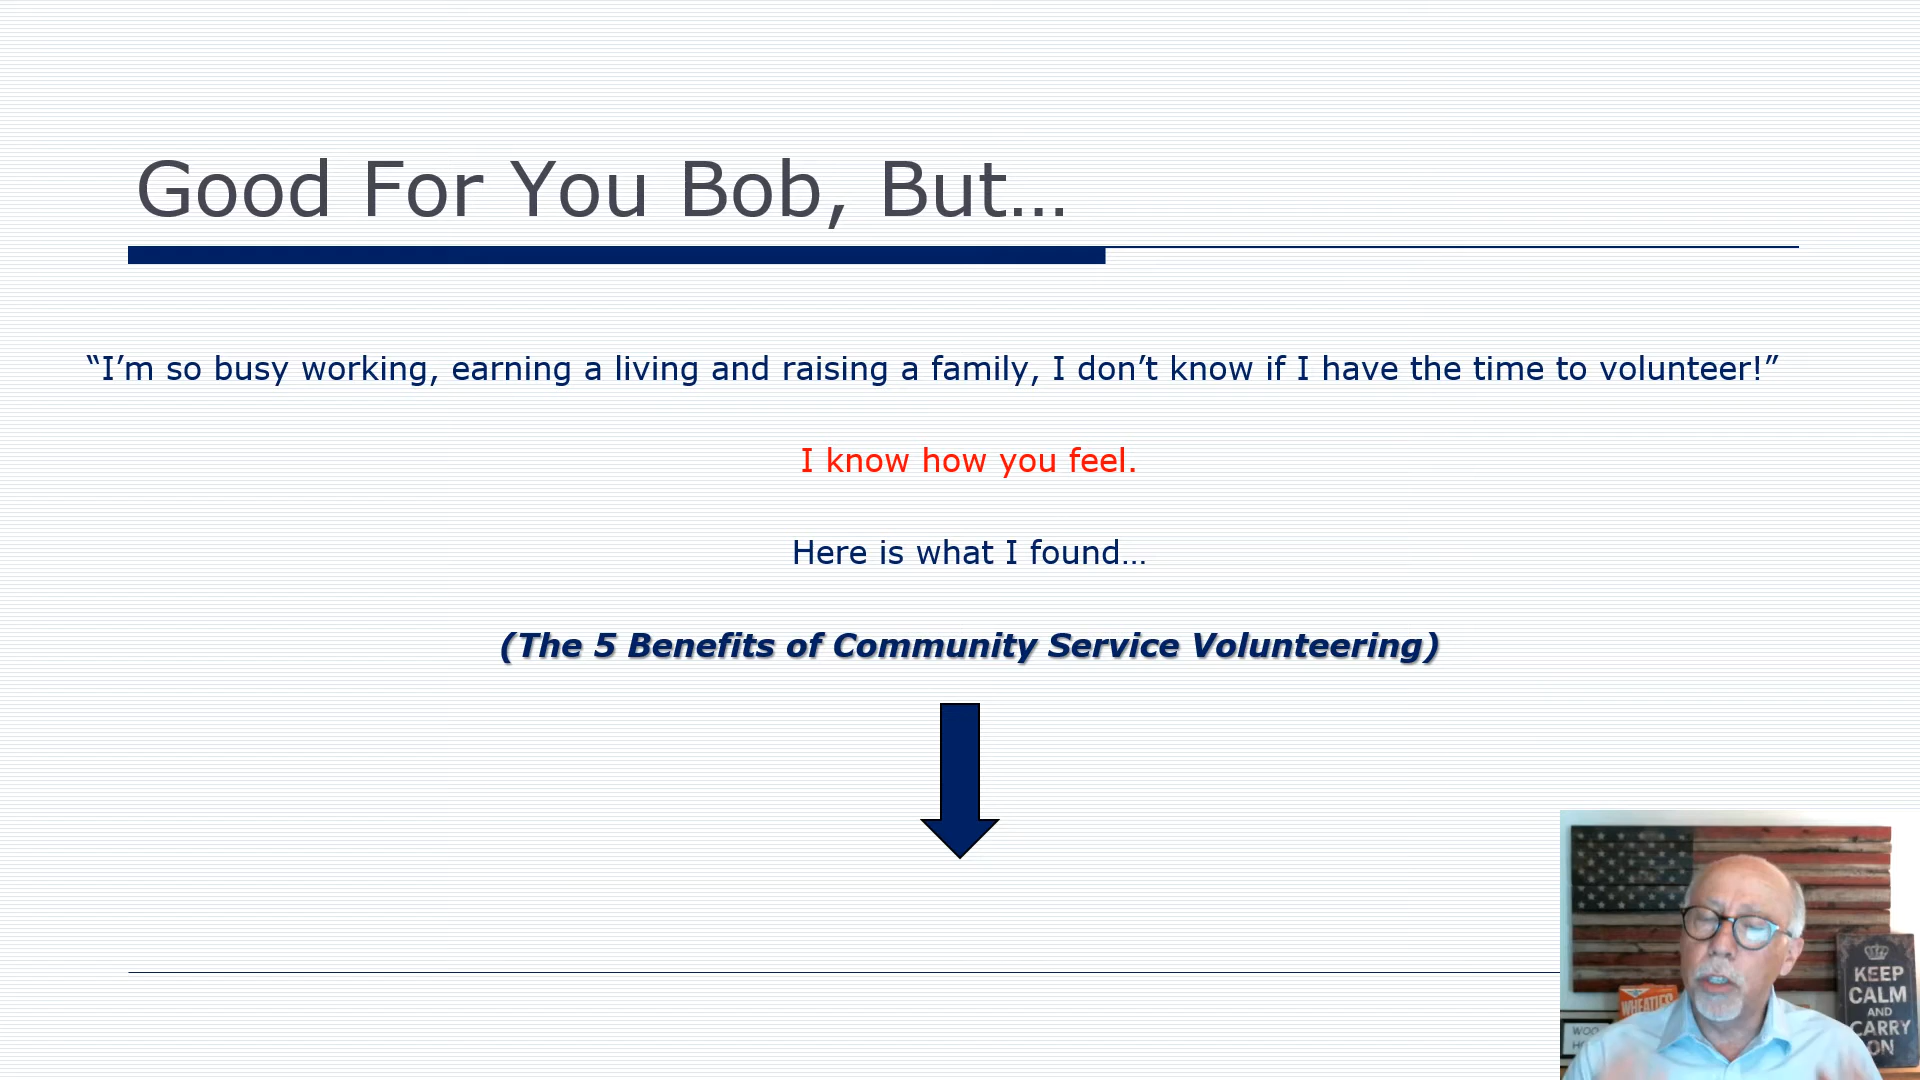 Good For You Bob, But…
“I’m so busy working, earning a living and raising a family, I don’t know if I have the time to volunteer!”
I know how you feel.
Here is what I found…
(The 5 Benefits of Community Service Volunteering)
WHEATIES
KEEP
CALM
AND
CARRY
ON